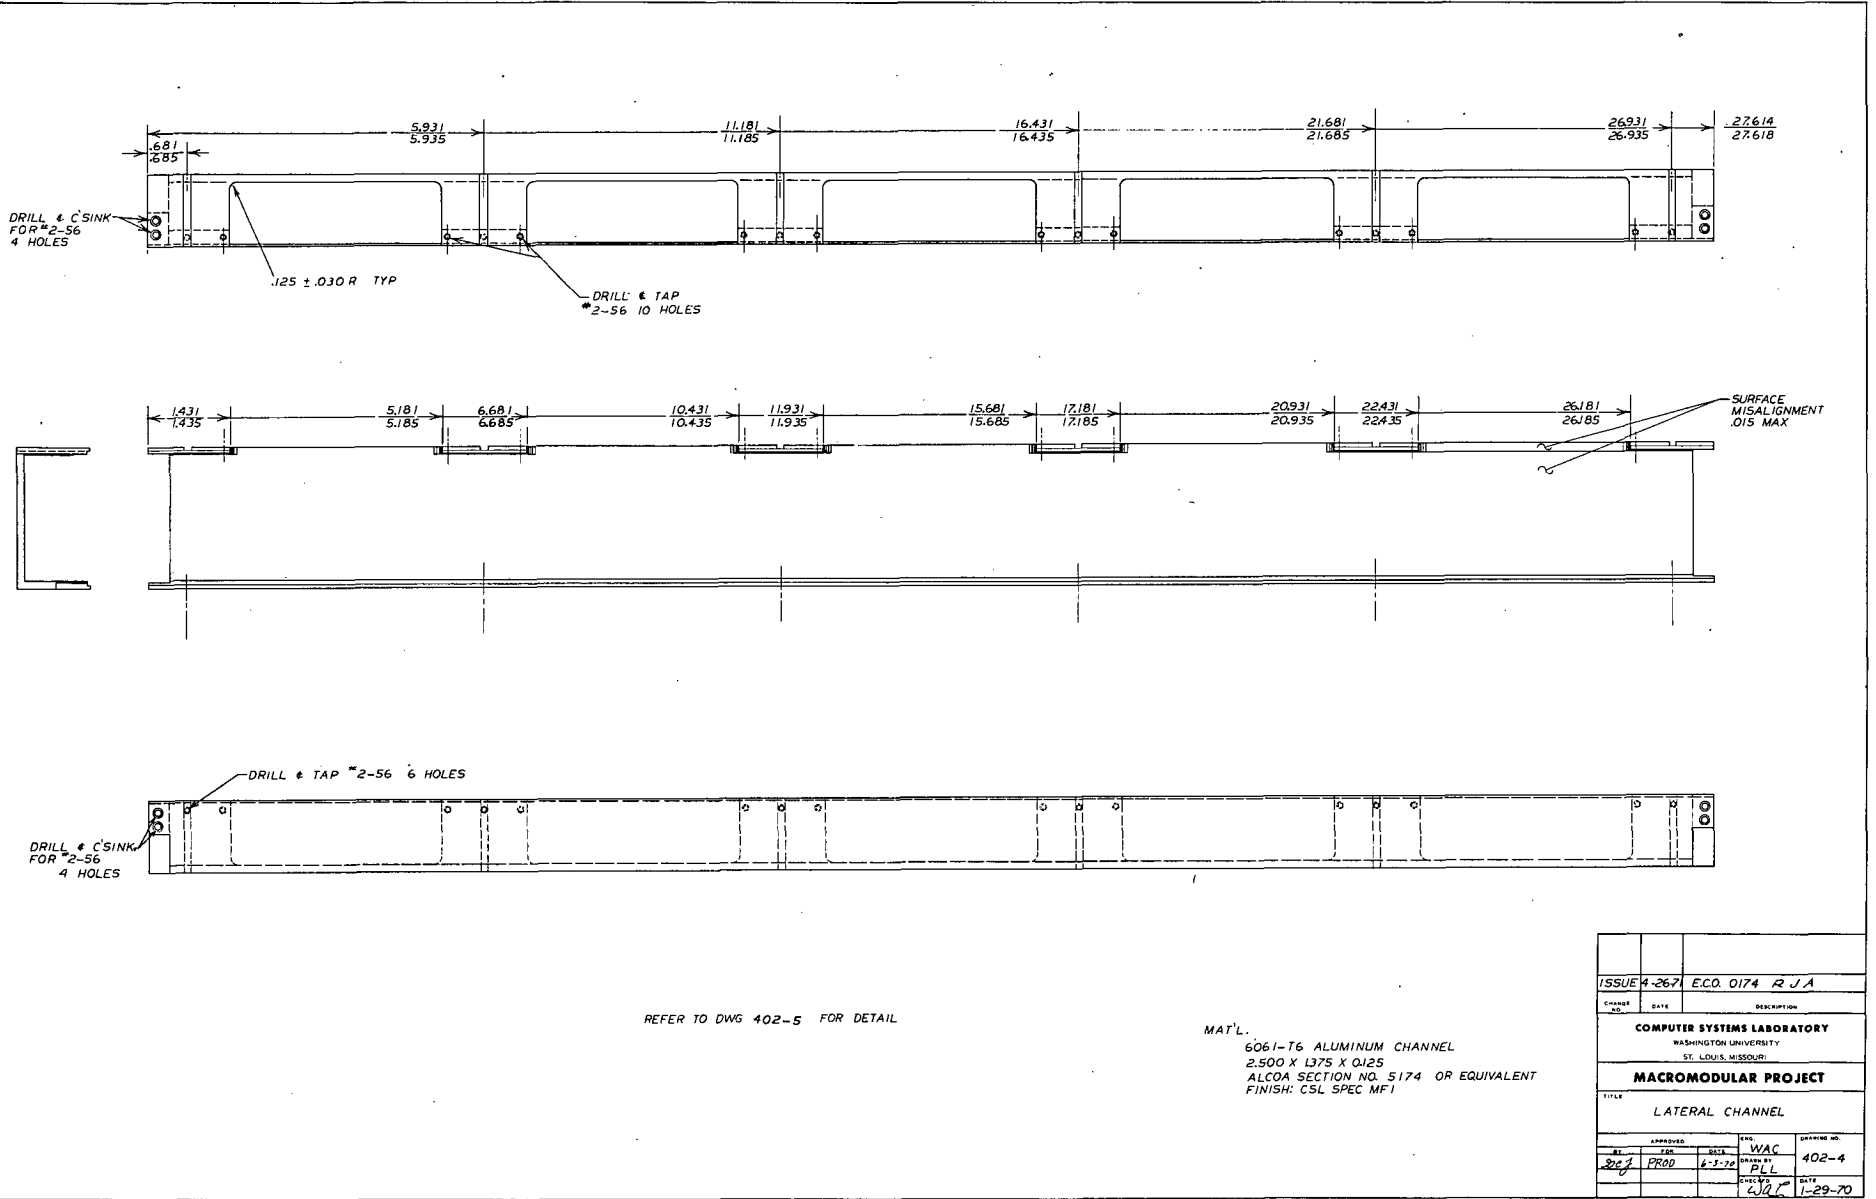 5.931 11.181 16.431 21.681 26.931 27.614
5.935 11.185 16.435 21.685 26.935 27.618
.681
.685
DRILL & C'SINK
FOR #2-56
4 HOLES
.125 ± .030 R TYP
DRILL & TAP
#2-56 10 HOLES
1.431 5.181 6.681 10.431 11.931 15.681 17.181 20.931 22.431 26.181
1.435 5.185 6.685 10.435 11.935 15.685 17.185 20.935 22.435 26.185
SURFACE
MISALIGNMENT
.015 MAX
DRILL & TAP #2-56 6 HOLES
DRILL & C'SINK
FOR #2-56
4 HOLES
REFER TO DWG 402-5 FOR DETAIL
MAT'L.
6061-T6 ALUMINUM CHANNEL
2.500 X 1.375 X 0.125
ALCOA SECTION NO. 5174 OR EQUIVALENT
FINISH: CSL SPEC MF1
ISSUE 4-26-71 E.C.O. 0174 RJA
CHANGE NO. DATE DESCRIPTION
COMPUTER SYSTEMS LABORATORY
WASHINGTON UNIVERSITY
ST. LOUIS, MISSOURI
MACROMODULAR PROJECT
TITLE
LATERAL CHANNEL
APPROVED
BY FOR DATE
PROD 6-3-70
ENG. WAC
DRAWN BY PLL
CHECKED WAC
DRAWING NO.
402-4
DATE
1-29-70